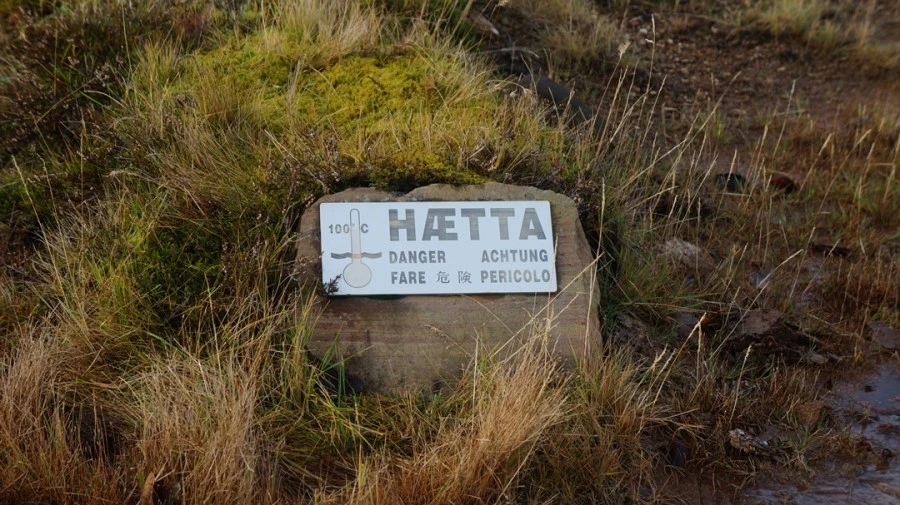 100°C HÆTTA
DANGER ACHTUNG
FARE 危険 PERICOLO